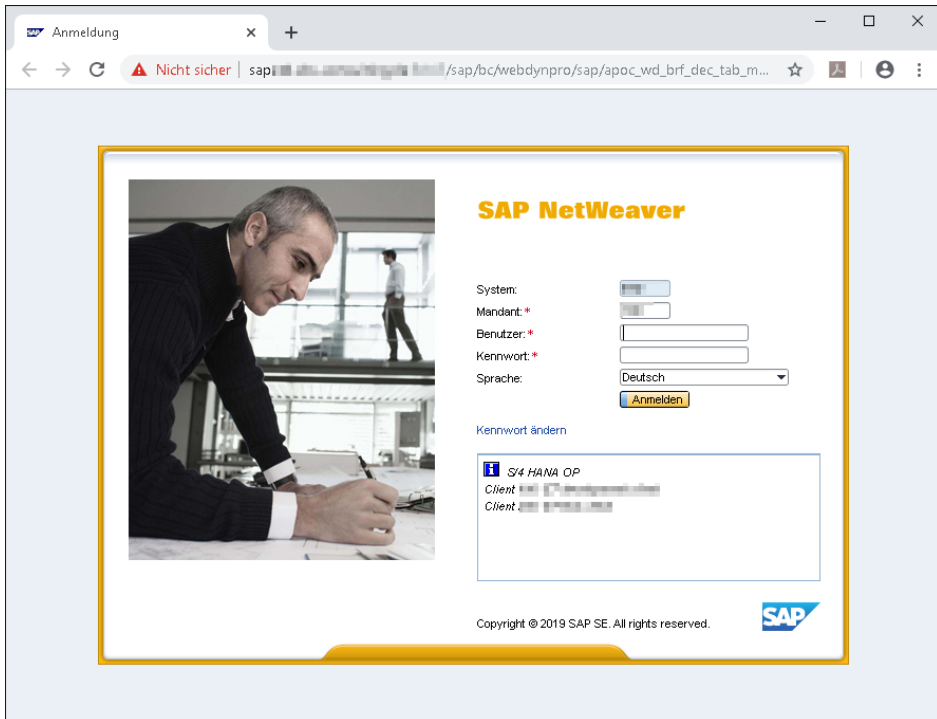 Anmeldung
Nicht sicher
sap
/sap/bc/webdynpro/sap/apoc_wd_brf_dec_tab_m...
SAP NetWeaver
System:
Mandant: *
Benutzer: *
Kennwort: *
Sprache: Deutsch
Anmelden
Kennwort ändern
S/4 HANA OP
Client
Client
Copyright © 2019 SAP SE. All rights reserved.
SAP